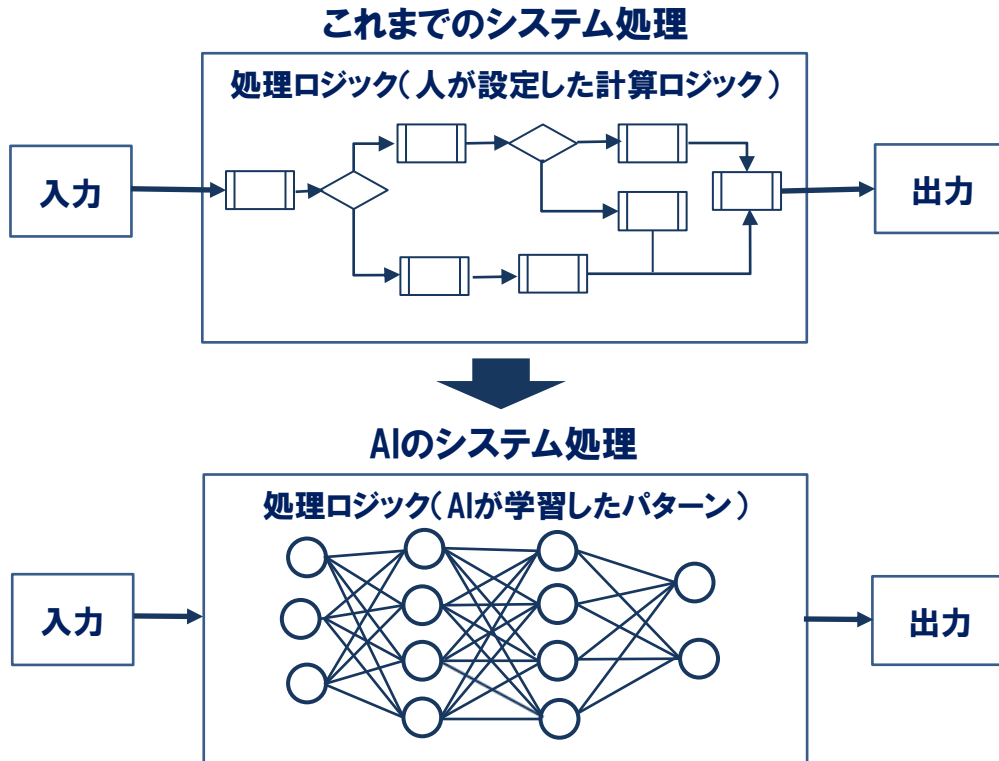 これまでのシステム処理
処理ロジック(人が設定した計算ロジック)
入力
出力
AIのシステム処理
処理ロジック(AIが学習したパターン)
入力
出力